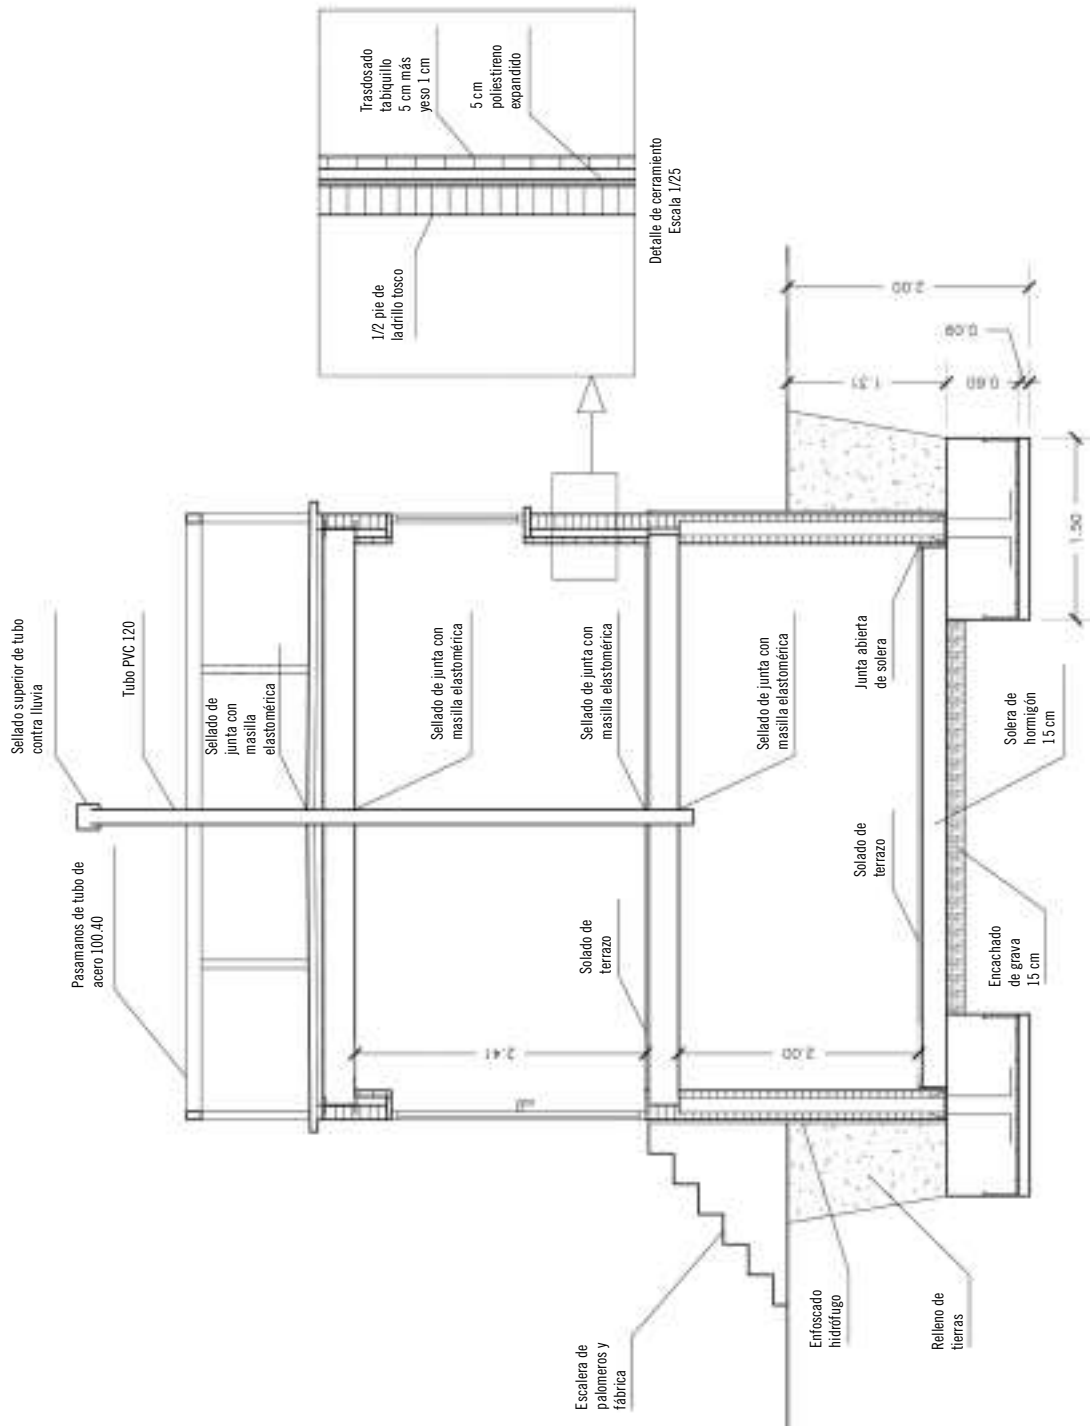 Sellado superior de tubo
contra lluvia
Tubo PVC 120
Pasamanos de tubo de
acero 100.40
Sellado de
junta con
masilla
elastomérica
Sellado de junta con
masilla elastomérica
Sellado de junta con
masilla elastomérica
Sellado de junta con
masilla elastomérica
Solado de
terrazo
Solado de
terrazo
Junta abierta
de solera
Solera de
hormigón
15 cm
Encachado
de grava
15 cm
Escalera de
palomeros y
fábrica
Enfoscado
hidrófugo
Relleno de
tierras
2.41
2.00
1.31
0.60
0.09
2.00
1.50
Trasdosado
tabiquillo
5 cm más
yeso 1 cm
5 cm
poliestireno
expandido
1/2 pie de
ladrillo tosco
Detalle de cerramiento
Escala 1/25